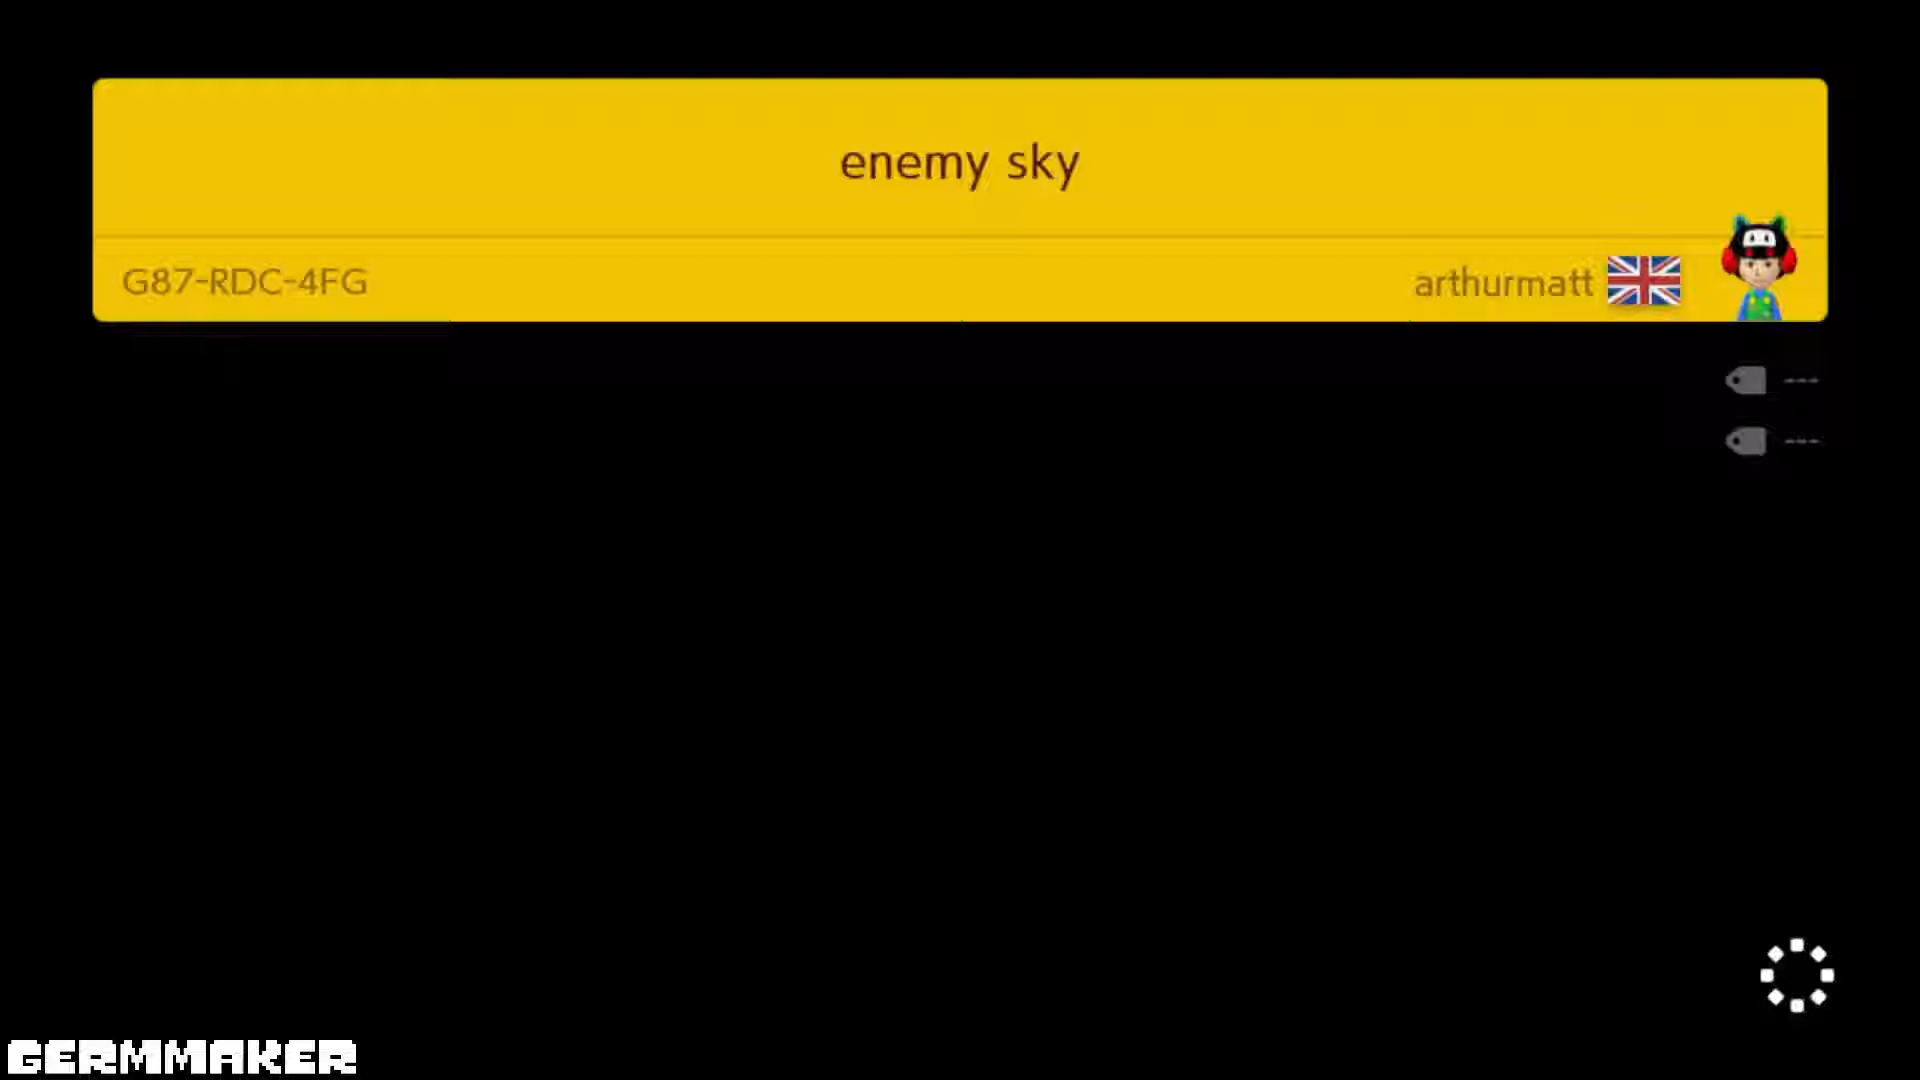 enemy sky
G87-RDC-4FG
arthurmatt
---
---
GERMMAKER